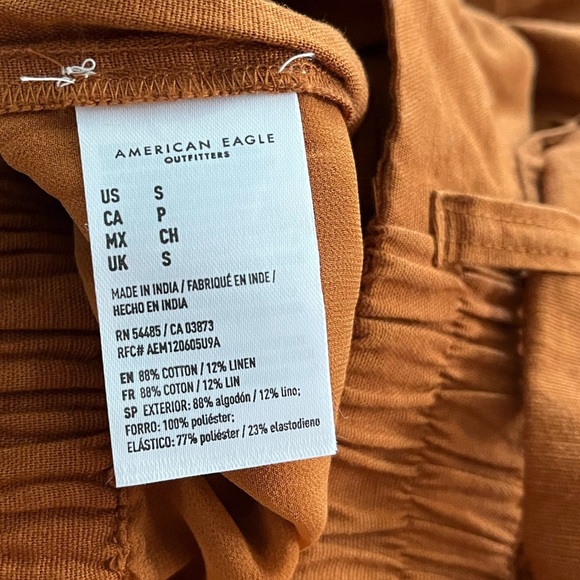 AMERICAN EAGLE
OUTFITTERS
US S
CA P
MX CH
UK S
MADE IN INDIA / FABRIQUÉ EN INDE /
HECHO EN INDIA
RN 54485 / CA 03873
RFC# AEM120605U9A
EN 88% COTTON / 12% LINEN
FR 88% COTON / 12% LIN
SP EXTERIOR: 88% algodón / 12% lino;
FORRO: 100% poliéster;
ELÁSTICO: 77% poliéster / 23% elastodieno